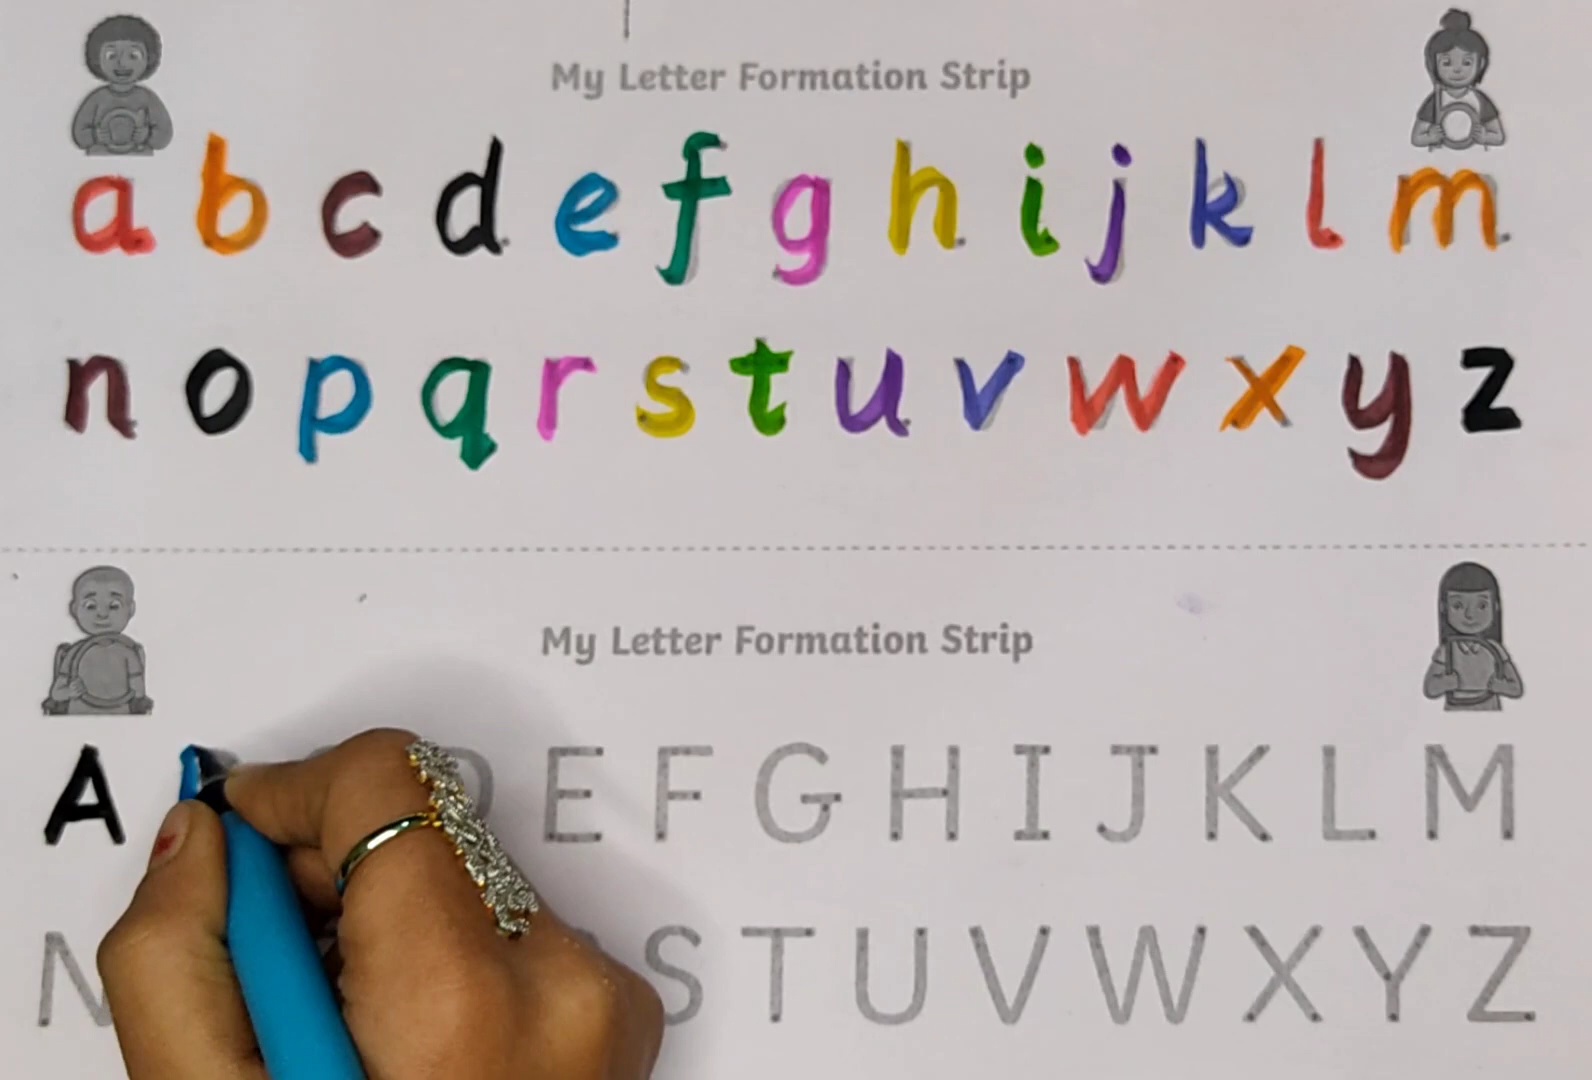 My Letter Formation Strip
a b c d e f g h i j k l m
n o p q r s t u v w x y z
My Letter Formation Strip
A D E F G H I J K L M
N S T U V W X Y Z